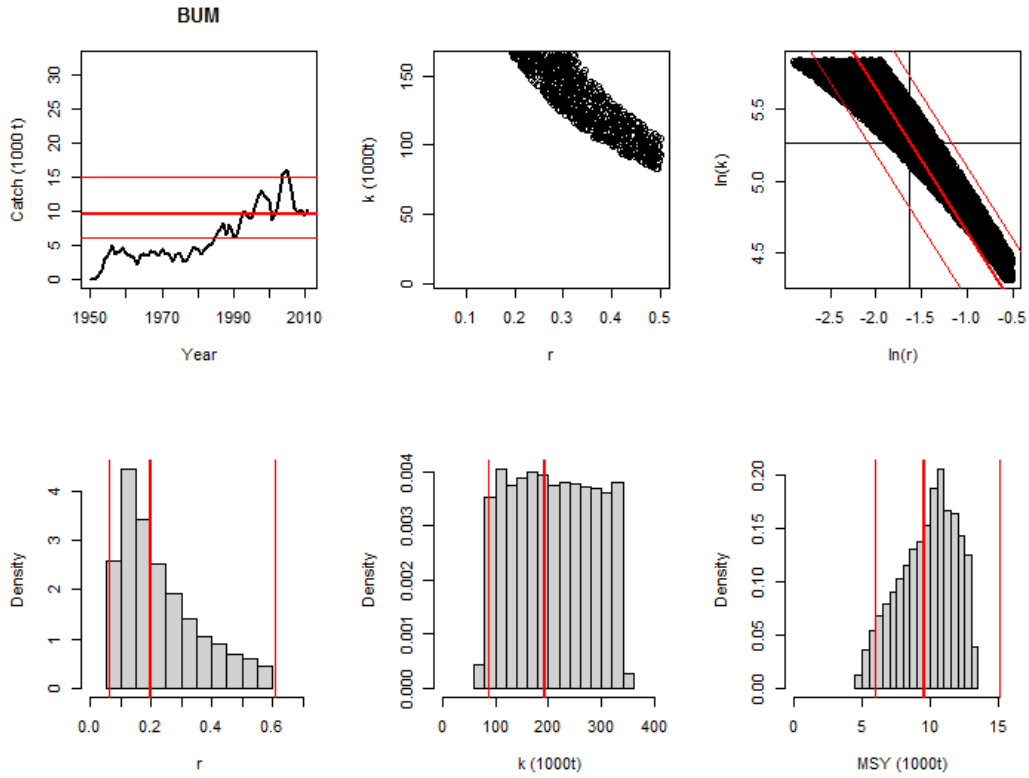 BUM
Catch (1000 t)
0 5 10 15 20 25 30
1950 1970 1990 2010
Year
k (1000t)
0 50 100 150
0.1 0.2 0.3 0.4 0.5
r
ln(k)
4.5 5.0 5.5
-2.5 -2.0 -1.5 -1.0 -0.5
ln(r)
Density
0 1 2 3 4
0.0 0.2 0.6
r
Density
0.000 0.001 0.002 0.003 0.004
0 100 200 300 400
k (1000t)
Density
0.00 0.05 0.10 0.15 0.20
0 5 10 15
MSY (1000t)